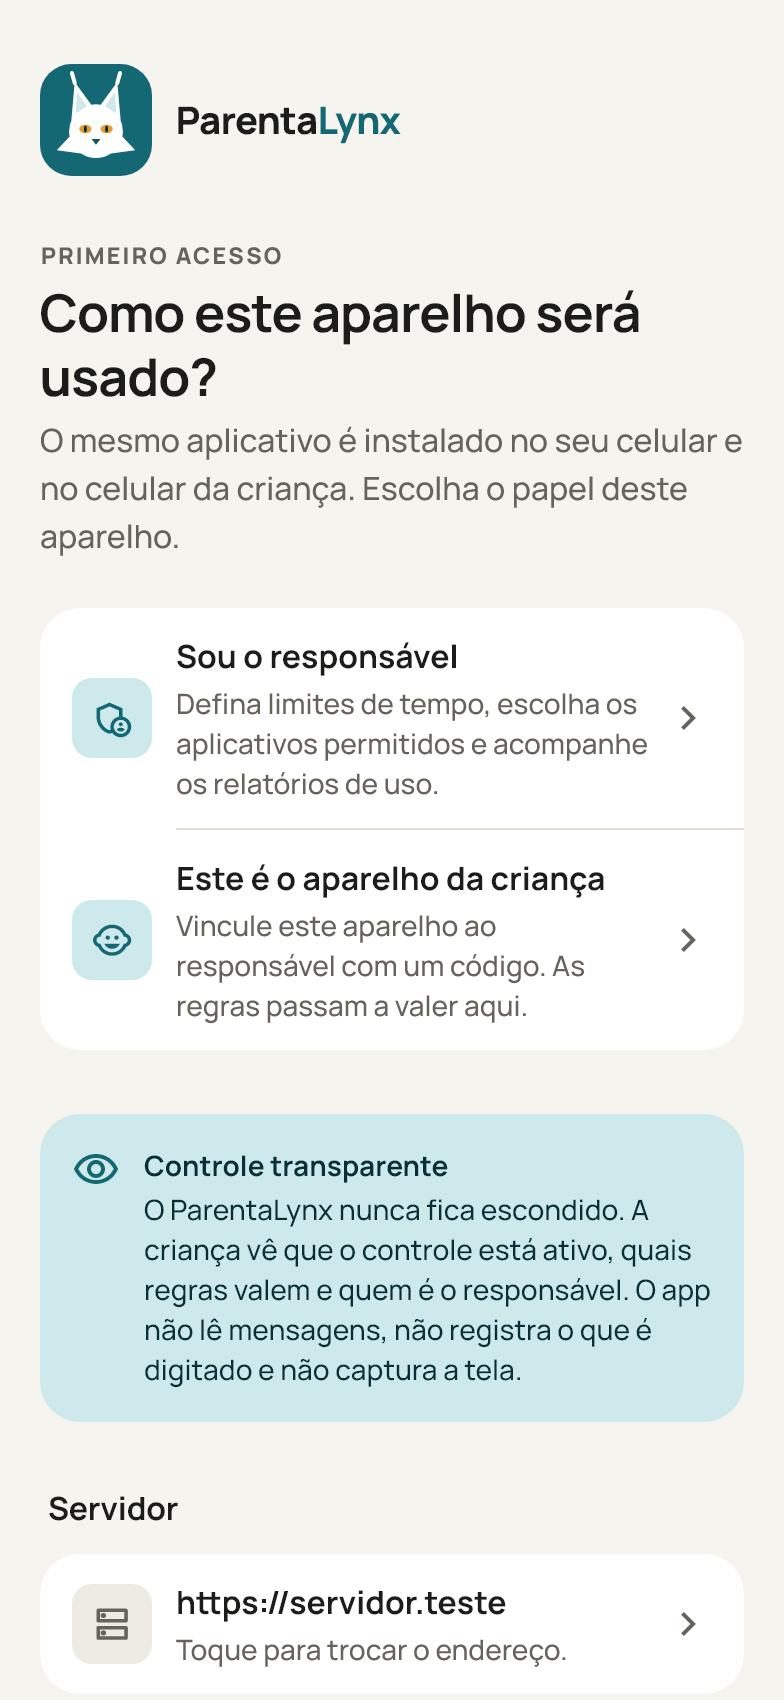 ParentaLynx
PRIMEIRO ACESSO
Como este aparelho será
usado?
O mesmo aplicativo é instalado no seu celular e
no celular da criança. Escolha o papel deste
aparelho.
Sou o responsável
Defina limites de tempo, escolha os
aplicativos permitidos e acompanhe
os relatórios de uso.
Este é o aparelho da criança
Vincule este aparelho ao
responsável com um código. As
regras passam a valer aqui.
Controle transparente
O ParentaLynx nunca fica escondido. A
criança vê que o controle está ativo, quais
regras valem e quem é o responsável. O app
não lê mensagens, não registra o que é
digitado e não captura a tela.
Servidor
https://servidor.teste
Toque para trocar o endereço.